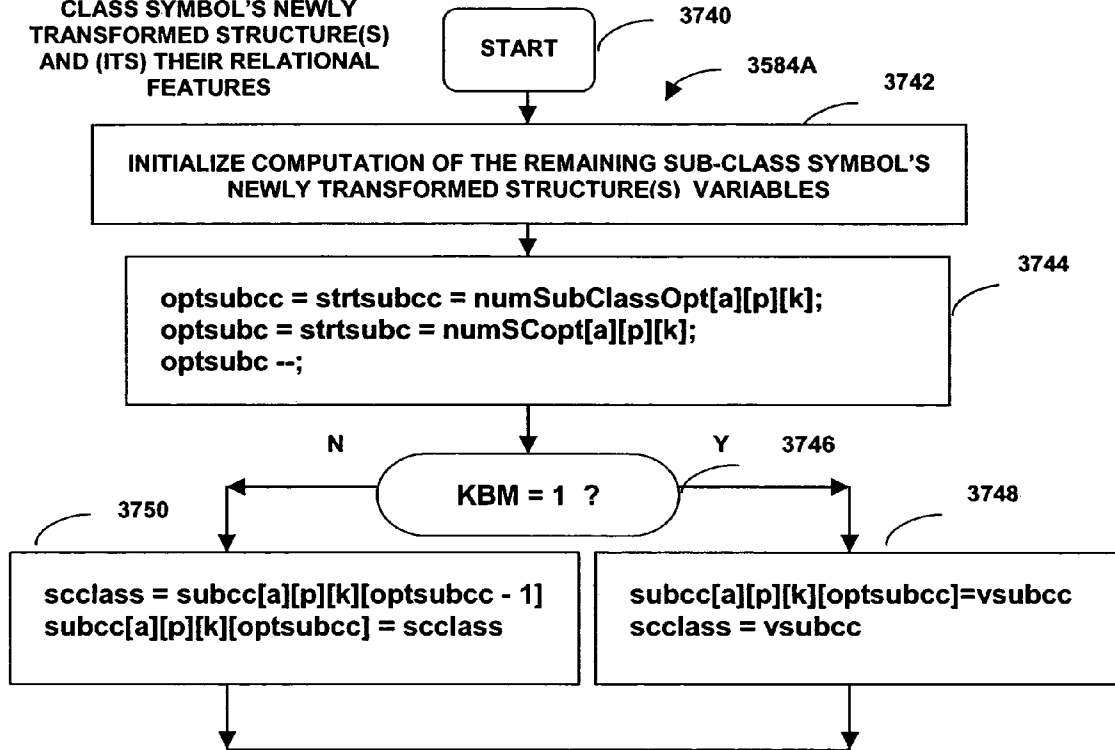 CLASS SYMBOL'S NEWLY
TRANSFORMED STRUCTURE(S)
AND (ITS) THEIR RELATIONAL
FEATURES
START
3740
3584A
3742
INITIALIZE COMPUTATION OF THE REMAINING SUB-CLASS SYMBOL'S
NEWLY TRANSFORMED STRUCTURE(S) VARIABLES
3744
optsubcc = strtsubcc = numSubClassOpt[a][p][k];
optsubc = strtsubc = numSCopt[a][p][k];
optsubc --;
N
Y
3746
KBM = 1 ?
3750
3748
scclass = subcc[a][p][k][optsubcc - 1]
subcc[a][p][k][optsubcc] = scclass
subcc[a][p][k][optsubcc]=vsubcc
scclass = vsubcc